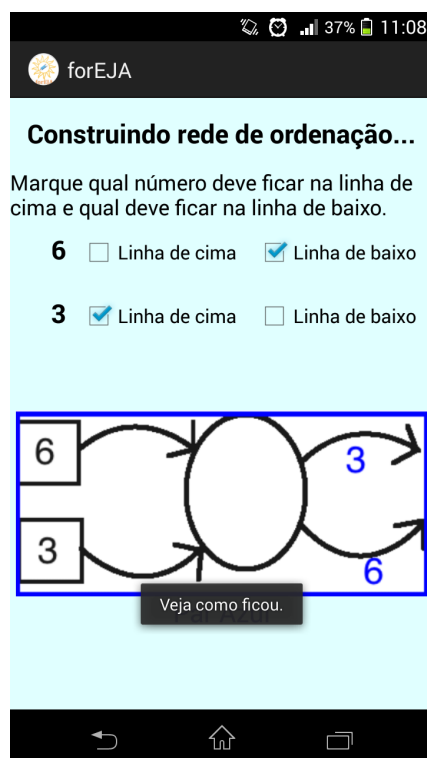 37% 11:08
forEJA
Construindo rede de ordenação...
Marque qual número deve ficar na linha de
cima e qual deve ficar na linha de baixo.
6 Linha de cima Linha de baixo
3 Linha de cima Linha de baixo
6
3
3
6
Veja como ficou.